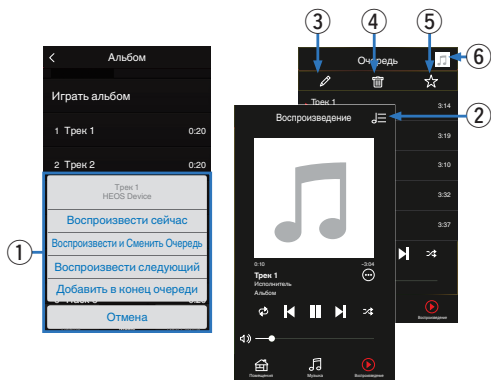 ③
④
⑤
Альбом
Играть альбом
1 Трек 1 0:20
2 Трек 2 0:20
Трек 1
HEOS Device
Воспроизвести сейчас
Воспроизвести и Сменить Очередь
Воспроизвести следующий
Добавить в конец очереди
Отмена
①
Очередь
⑥
Трек 1 3:14
3:19
3:10
3:32
3:37
Воспроизведение
②
Воспроизведение
0:10 -3:04
Трек 1
Исполнитель
Альбом
Помещения Музыка Воспроизведение